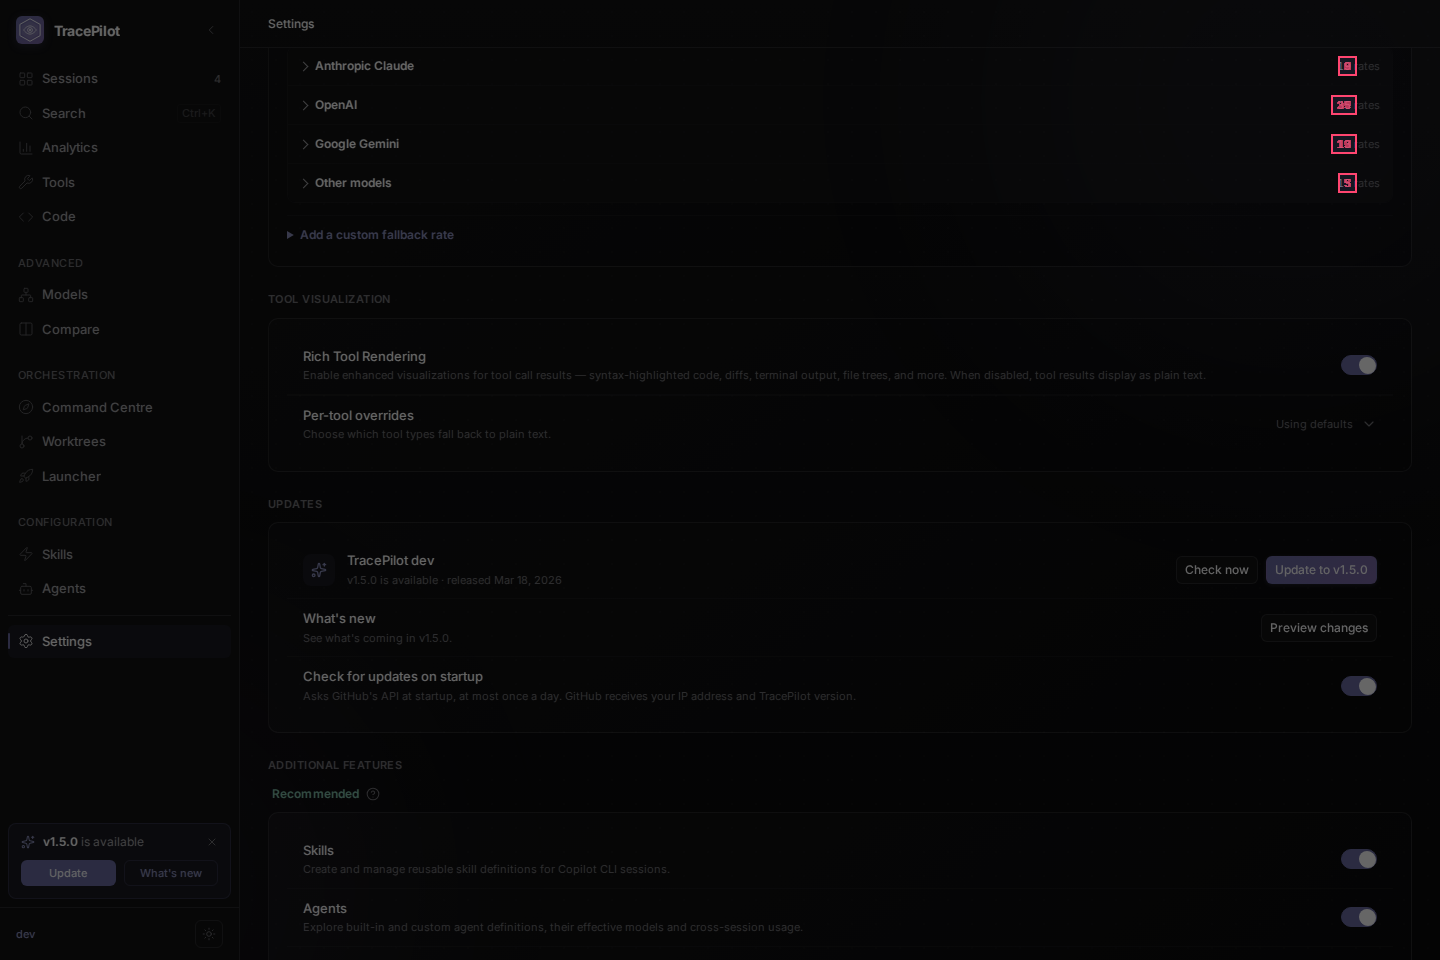 TracePilot
Sessions 4
Search Ctrl+K
Analytics
Tools
Code
ADVANCED
Models
Compare
ORCHESTRATION
Command Centre
Worktrees
Launcher
CONFIGURATION
Skills
Agents
Settings
v1.5.0 is available
Update What's new
dev
Settings
Anthropic Claude
OpenAI
Google Gemini
Other models
Add a custom fallback rate
TOOL VISUALIZATION
Rich Tool Rendering
Enable enhanced visualizations for tool call results — syntax-highlighted code, diffs, terminal output, file trees, and more. When disabled, tool results display as plain text.
Per-tool overrides
Choose which tool types fall back to plain text.
Using defaults
UPDATES
TracePilot dev
v1.5.0 is available · released Mar 18, 2026
Check now Update to v1.5.0
What's new
See what's coming in v1.5.0.
Preview changes
Check for updates on startup
Asks GitHub's API at startup, at most once a day. GitHub receives your IP address and TracePilot version.
ADDITIONAL FEATURES
Recommended
Skills
Create and manage reusable skill definitions for Copilot CLI sessions.
Agents
Explore built-in and custom agent definitions, their effective models and cross-session usage.